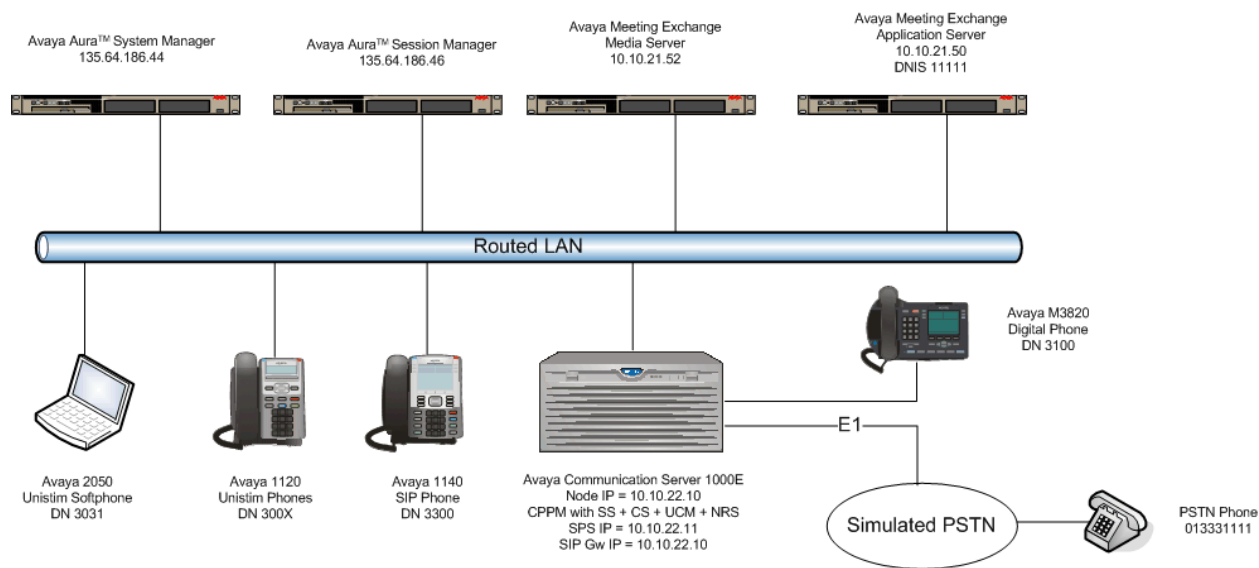 Avaya Aura™ System Manager
135.64.186.44
Avaya Aura™ Session Manager
135.64.186.46
Avaya Meeting Exchange
Media Server
10.10.21.52
Avaya Meeting Exchange
Application Server
10.10.21.50
DNIS 11111
Routed LAN
Avaya M3820
Digital Phone
DN 3100
E1
Avaya 2050
Unistim Softphone
DN 3031
Avaya 1120
Unistim Phones
DN 300X
Avaya 1140
SIP Phone
DN 3300
Avaya Communication Server 1000E
Node IP = 10.10.22.10
CPPM with SS + CS + UCM + NRS
SPS IP = 10.10.22.11
SIP Gw IP = 10.10.22.10
Simulated PSTN
PSTN Phone
013331111